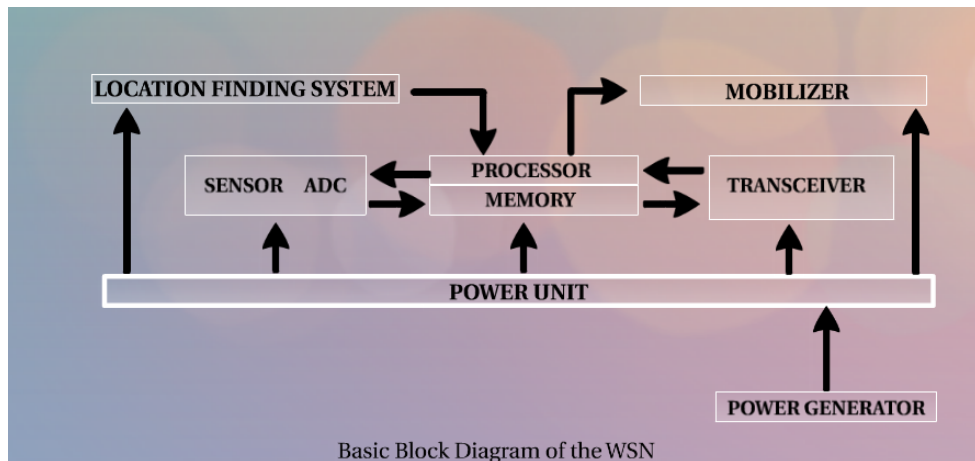 LOCATION FINDING SYSTEM
MOBILIZER
SENSOR ADC
PROCESSOR
MEMORY
TRANSCEIVER
POWER UNIT
POWER GENERATOR
Basic Block Diagram of the WSN